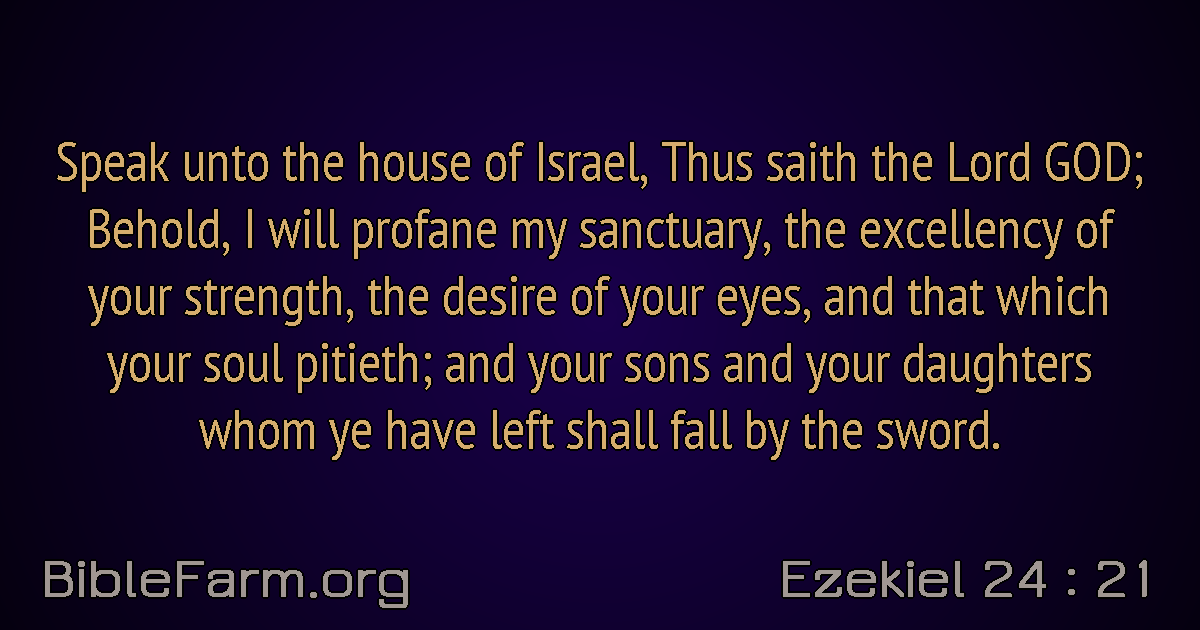 Speak unto the house of Israel, Thus saith the Lord GOD;
Behold, I will profane my sanctuary, the excellency of
your strength, the desire of your eyes, and that which
your soul pitieth; and your sons and your daughters
whom ye have left shall fall by the sword.
BibleFarm.org
Ezekiel 24 : 21